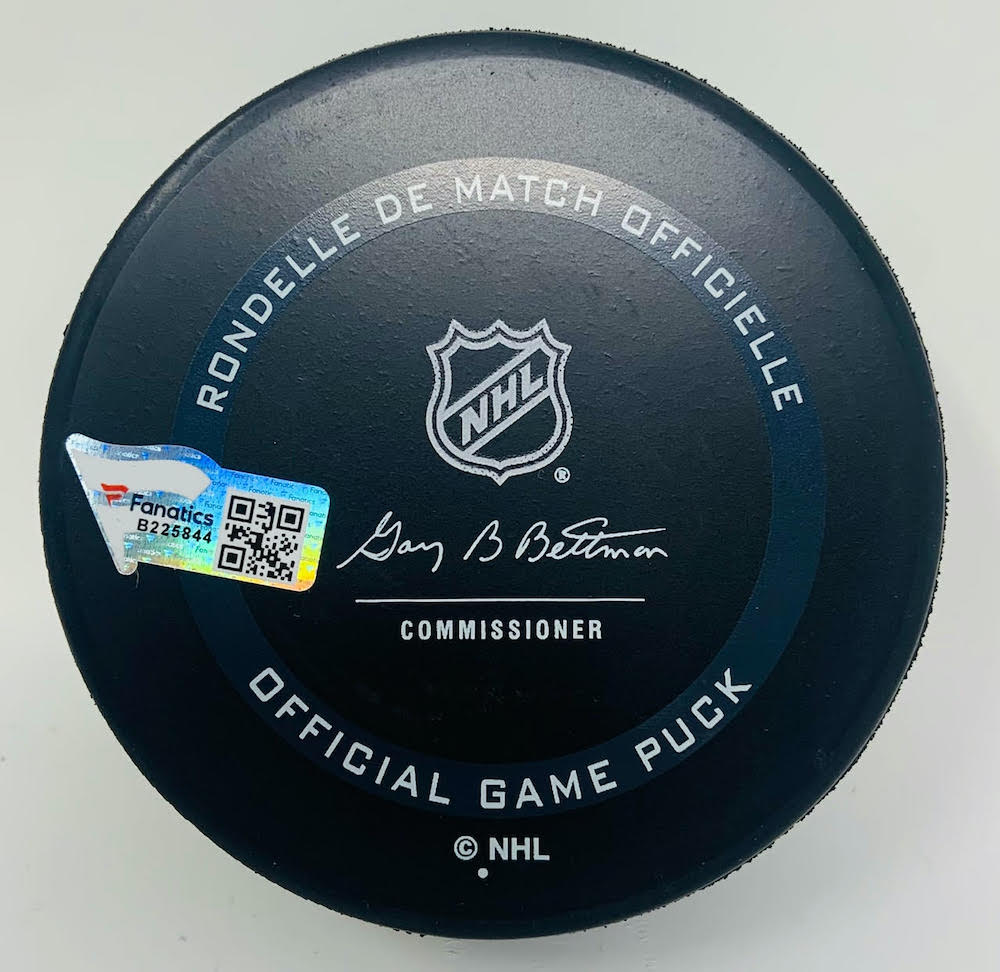 RONDELLE DE MATCH OFFICIELLE
NHL
®
Fanatics
B225844
Gary B Bettman
COMMISSIONER
OFFICIAL GAME PUCK
© NHL